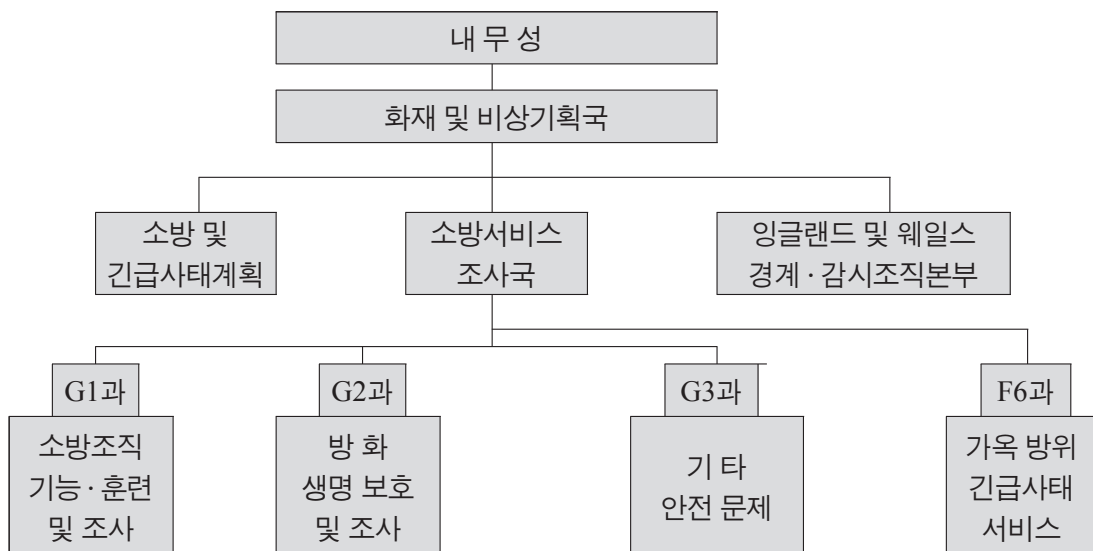 내 무 성
화재 및 비상기획국
소방 및
긴급사태계획
소방서비스
조사국
잉글랜드 및 웨일스
경계 · 감시조직본부
G1과
소방조직
기능 · 훈련
및 조사
G2과
방 화
생명 보호
및 조사
G3과
기 타
안전 문제
F6과
가옥 방위
긴급사태
서비스